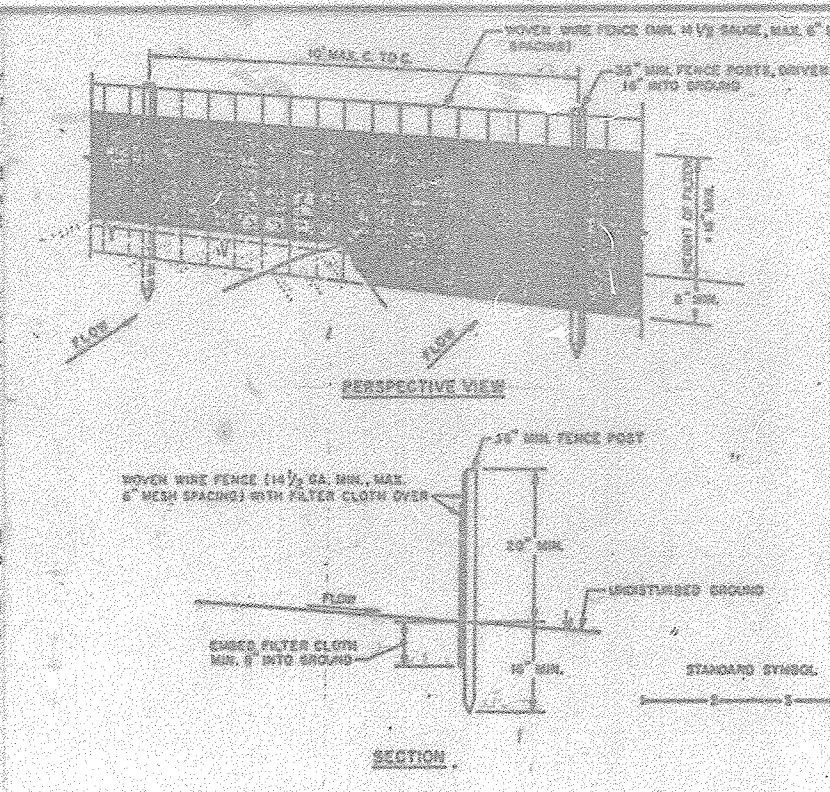 WOVEN WIRE FENCE (MIN. 14 1/2 GAUGE, MAX. 6"
SPACING)
10' MAX. C. TO C.
36" MIN. FENCE POSTS, DRIVEN
16" INTO GROUND
HEIGHT OF FILTER
= 16" MIN.
8" MIN.
FLOW
FLOW
PERSPECTIVE VIEW
36" MIN. FENCE POST
WOVEN WIRE FENCE (14 1/2 GA. MIN., MAX.
6" MESH SPACING) WITH FILTER CLOTH OVER
20" MIN.
UNDISTURBED GROUND
FLOW
EMBED FILTER CLOTH
MIN. 8" INTO GROUND
16" MIN.
STANDARD SYMBOL
SECTION